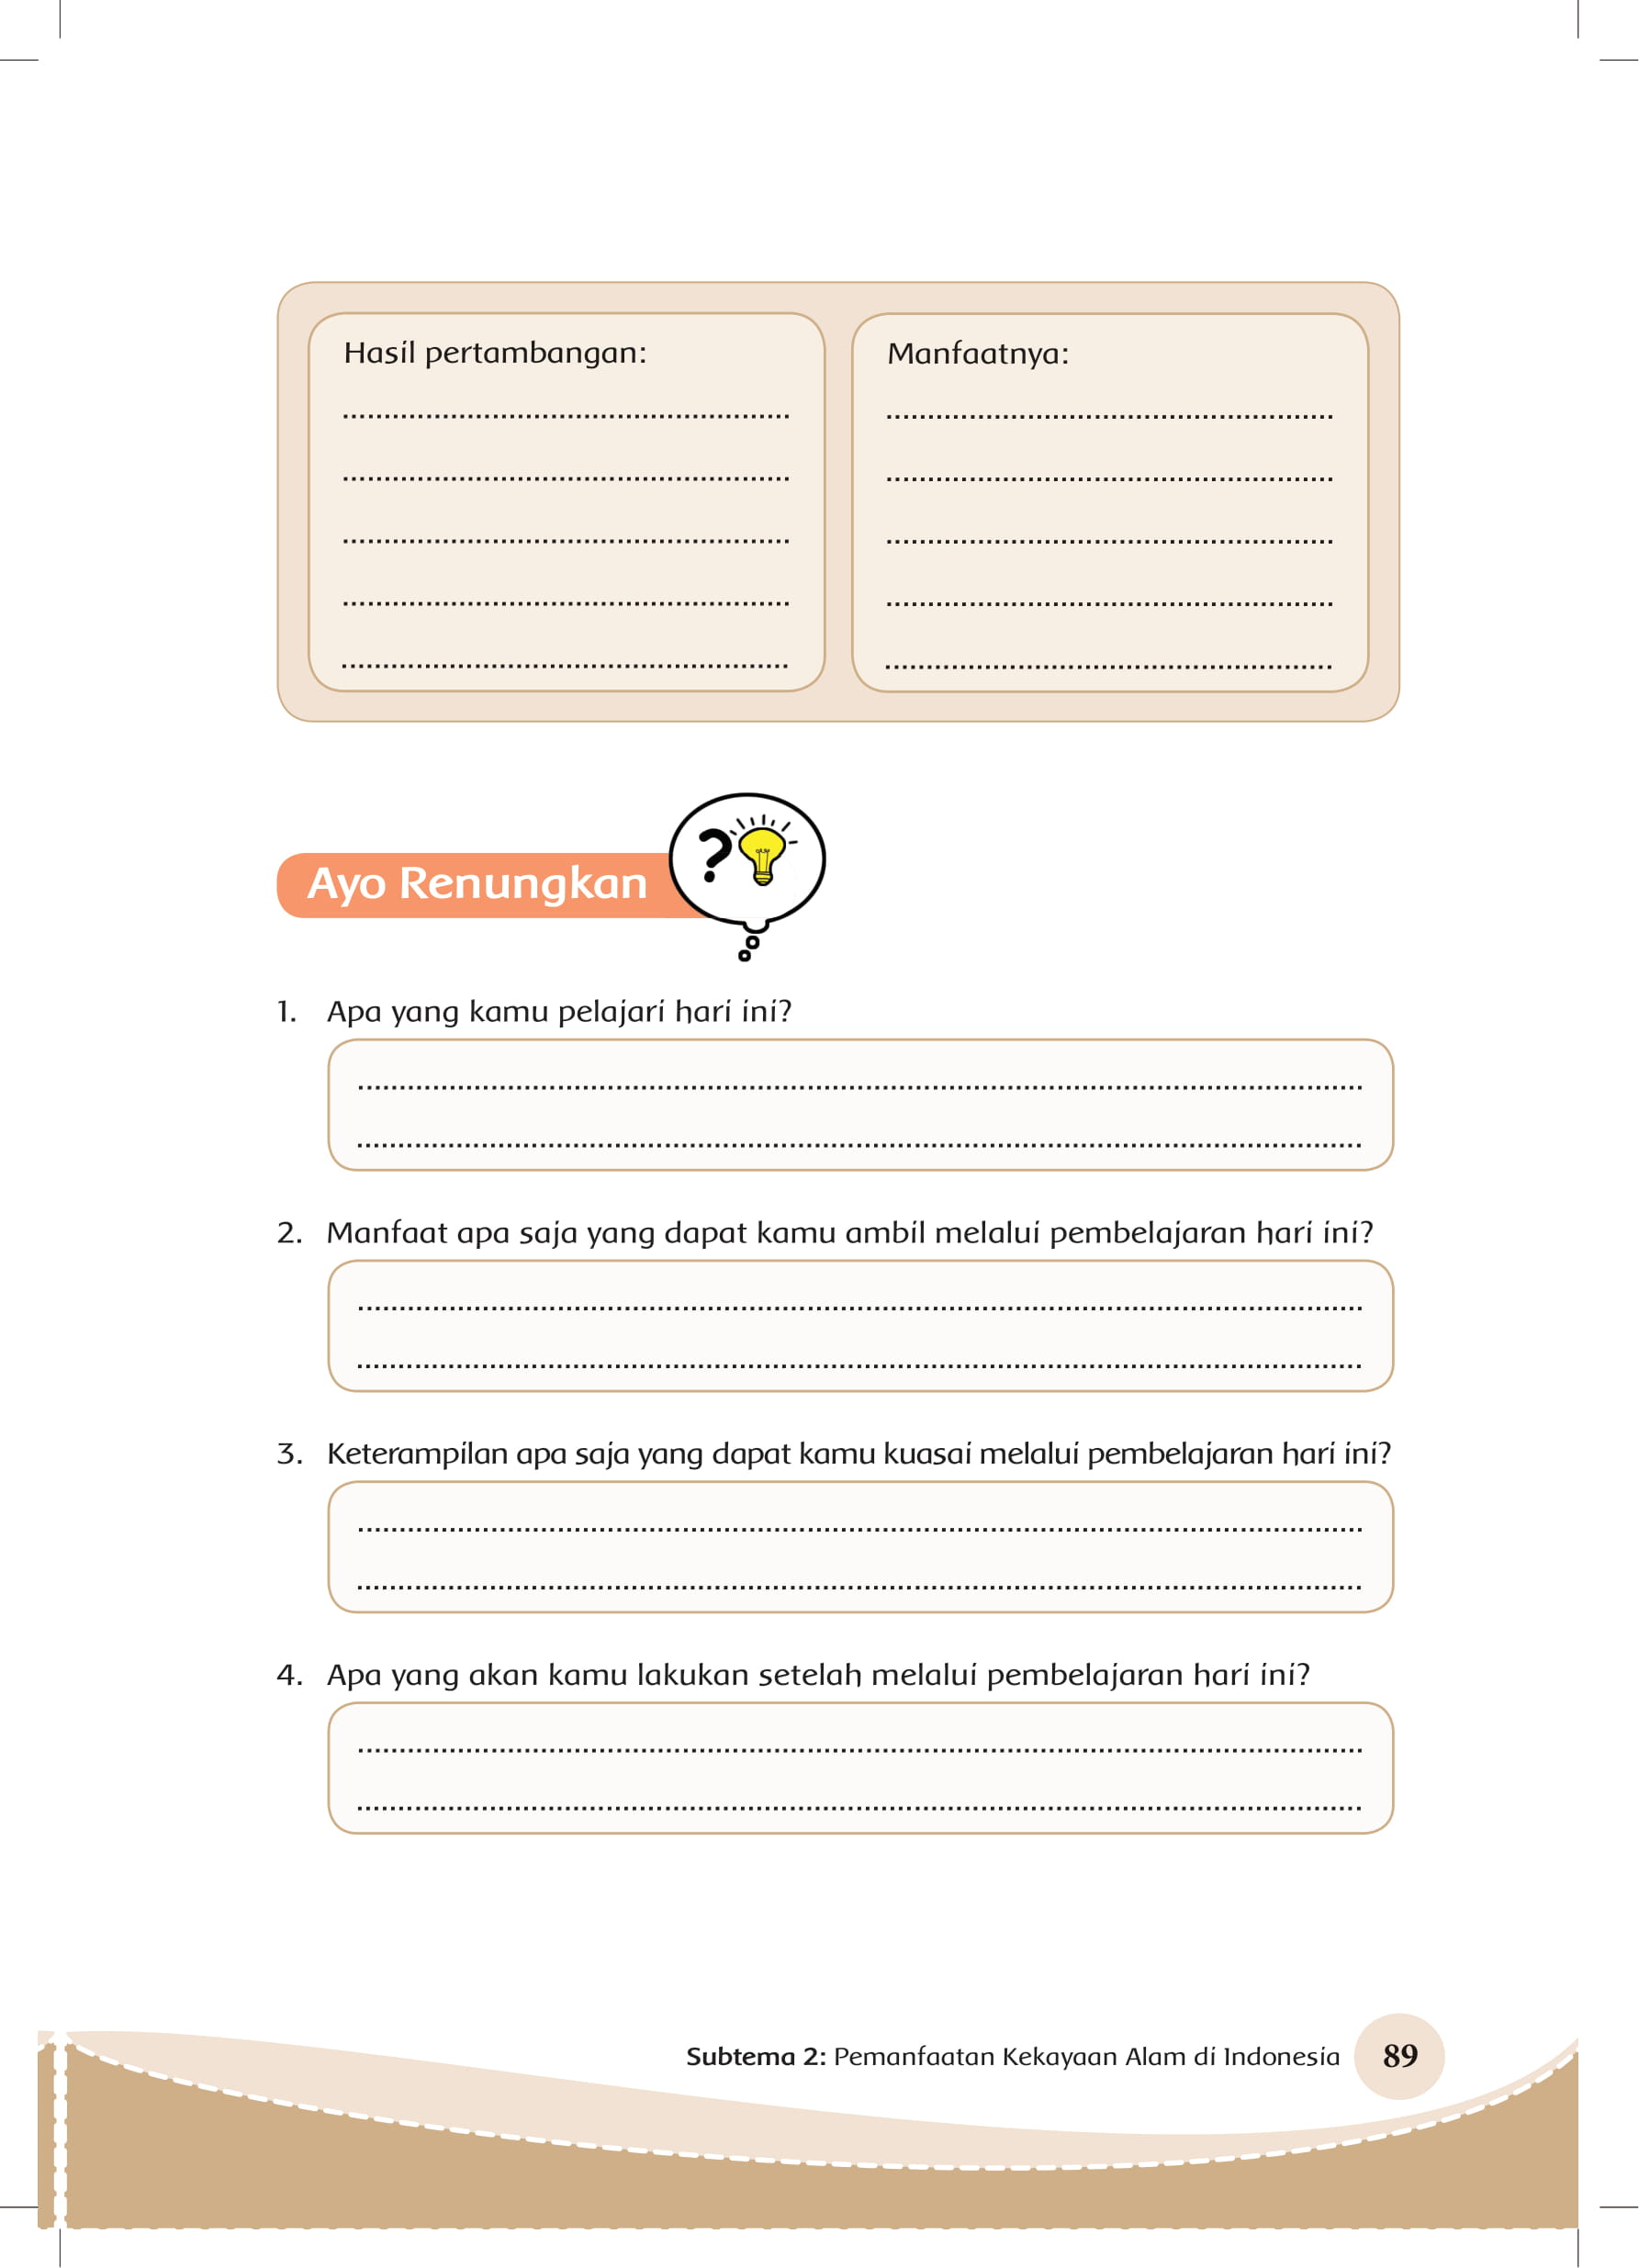 Hasil pertambangan:
Manfaatnya:
Ayo Renungkan
?
1. Apa yang kamu pelajari hari ini?
2. Manfaat apa saja yang dapat kamu ambil melalui pembelajaran hari ini?
3. Keterampilan apa saja yang dapat kamu kuasai melalui pembelajaran hari ini?
4. Apa yang akan kamu lakukan setelah melalui pembelajaran hari ini?
Subtema 2: Pemanfaatan Kekayaan Alam di Indonesia 89